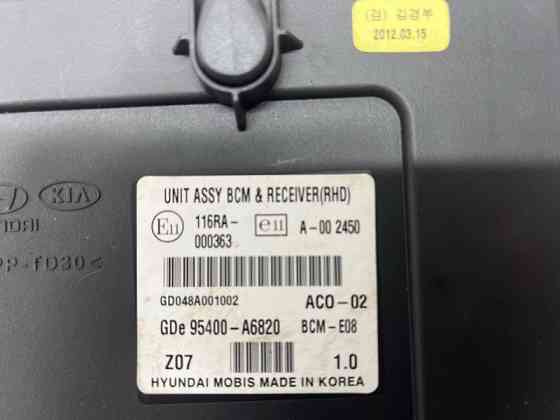 (검) 김경부
2012.03.15
KIA
UNIT ASSY BCM & RECEIVER(RHD)
E11 116RA-
000363
e11 A-00 2450
GD048A001002
ACO-02
GDe 95400-A6820 BCM-E08
Z07 1.0
HYUNDAI MOBIS MADE IN KOREA